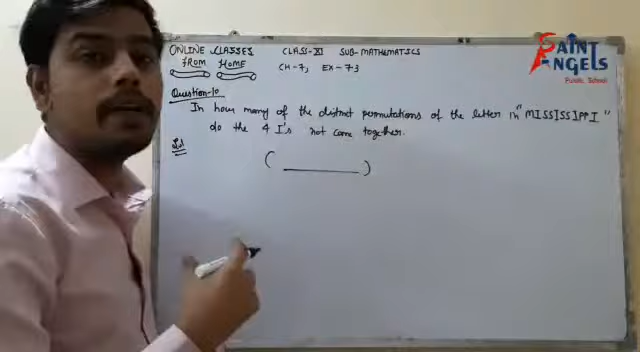 ONLINE CLASSES CLASS-XI SUB-MATHEMATICS
FROM HOME CH-7, EX-7.3
Question-10
In how many of the distinct permutations of the letter in "MISSISSIPPI"
do the 4 I's not come together.
Sol
( )
SAINT
ANGELS
Public School